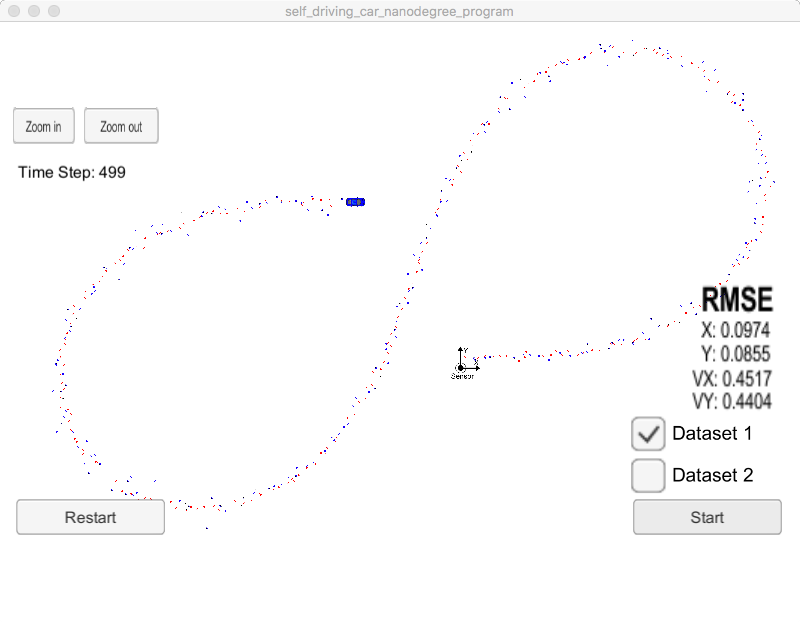 self_driving_car_nanodegree_program
Zoom in
Zoom out
Time Step: 499
RMSE
X: 0.0974
Y: 0.0855
VX: 0.4517
VY: 0.4404
Y
X
Sensor
Dataset 1
Dataset 2
Restart
Start